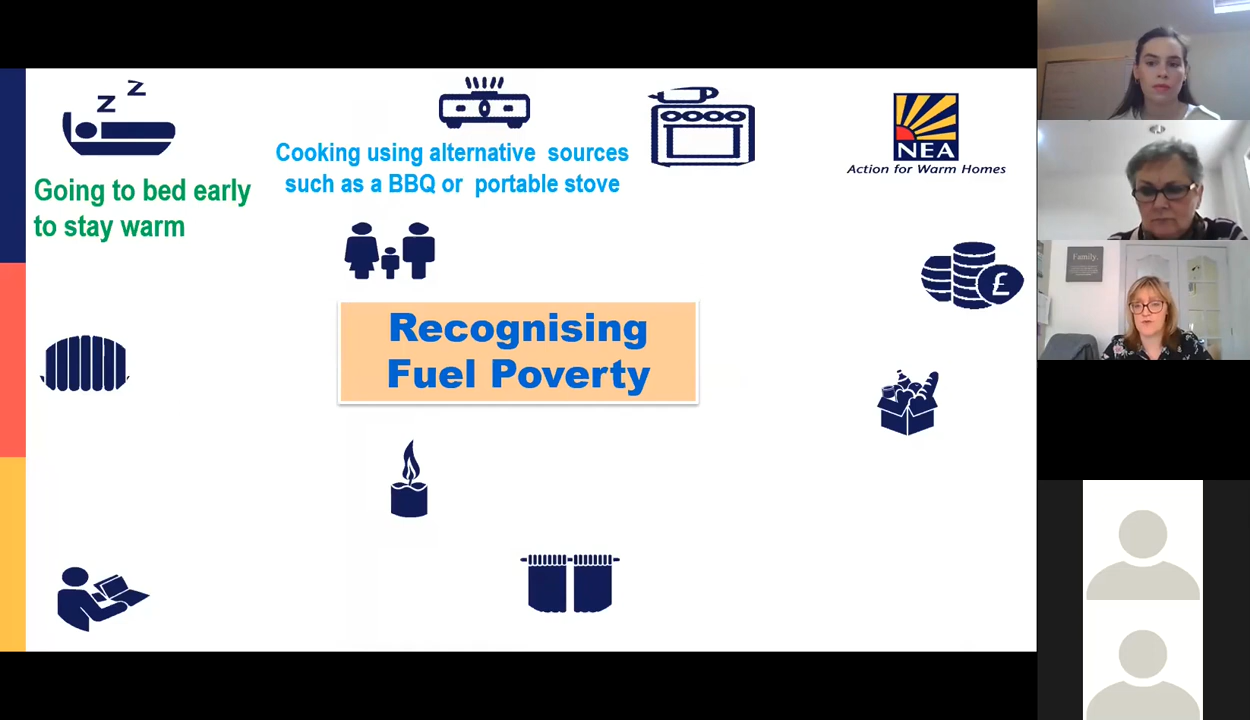 Z
Z
Going to bed early
to stay warm
Cooking using alternative sources
such as a BBQ or portable stove
NEA
Action for Warm Homes
£
Recognising
Fuel Poverty
Family.